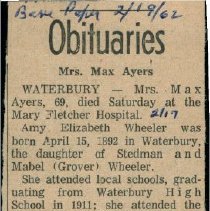 Barre Paper 2/19/62
Obituaries
Mrs. Max Ayers
WATERBURY — Mrs. Max
Ayers, 69, died Saturday at the
Mary Fletcher Hospital. 2/17
Amy Elizabeth Wheeler was
born April 15, 1892 in Waterbury,
the daughter of Stedman and
Mabel (Grover) Wheeler.
She attended local schools, grad-
uating from Waterbury High
School in 1911; she attended the